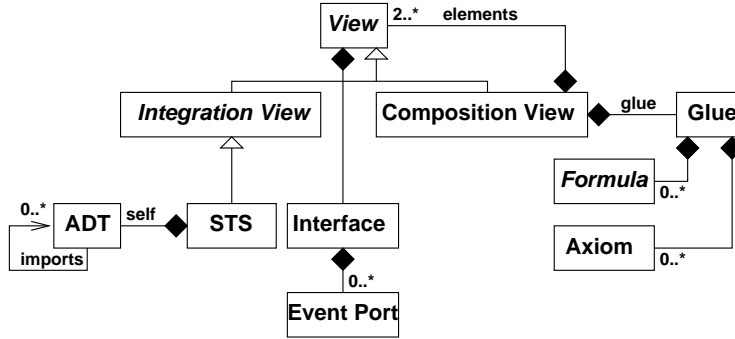 View
2..* elements
Integration View
Composition View
glue
Glue
Formula
0..*
0..*
ADT
self
STS
Interface
Axiom
imports
0..*
0..*
Event Port